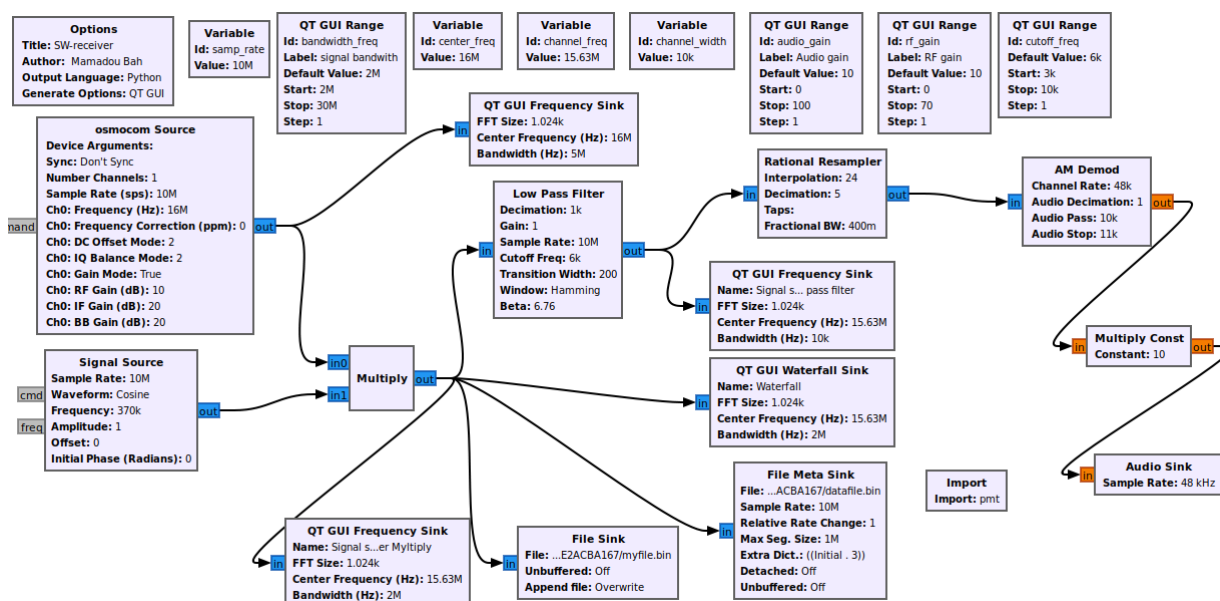 Options
Title: SW-receiver
Author: Mamadou Bah
Output Language: Python
Generate Options: QT GUI
Variable
Id: samp_rate
Value: 10M
QT GUI Range
Id: bandwidth_freq
Label: signal bandwith
Default Value: 2M
Start: 2M
Stop: 30M
Step: 1
Variable
Id: center_freq
Value: 16M
Variable
Id: channel_freq
Value: 15.63M
Variable
Id: channel_width
Value: 10k
QT GUI Range
Id: audio_gain
Label: Audio gain
Default Value: 10
Start: 0
Stop: 100
Step: 1
QT GUI Range
Id: rf_gain
Label: RF gain
Default Value: 10
Start: 0
Stop: 70
Step: 1
QT GUI Range
Id: cutoff_freq
Default Value: 6k
Start: 3k
Stop: 10k
Step: 1
osmocom Source
Device Arguments:
Sync: Don't Sync
Number Channels: 1
Sample Rate (sps): 10M
Ch0: Frequency (Hz): 16M
Ch0: Frequency Correction (ppm): 0
Ch0: DC Offset Mode: 2
Ch0: IQ Balance Mode: 2
Ch0: Gain Mode: True
Ch0: RF Gain (dB): 10
Ch0: IF Gain (dB): 20
Ch0: BB Gain (dB): 20
mand
out
in
QT GUI Frequency Sink
FFT Size: 1.024k
Center Frequency (Hz): 16M
Bandwidth (Hz): 5M
in
Low Pass Filter
Decimation: 1k
Gain: 1
Sample Rate: 10M
Cutoff Freq: 6k
Transition Width: 200
Window: Hamming
Beta: 6.76
out
in
Rational Resampler
Interpolation: 24
Decimation: 5
Taps:
Fractional BW: 400m
out
in
AM Demod
Channel Rate: 48k
Audio Decimation: 1
Audio Pass: 10k
Audio Stop: 11k
out
in
QT GUI Frequency Sink
Name: Signal s... pass filter
FFT Size: 1.024k
Center Frequency (Hz): 15.63M
Bandwidth (Hz): 10k
in
Multiply Const
Constant: 10
out
Signal Source
Sample Rate: 10M
Waveform: Cosine
Frequency: 370k
Amplitude: 1
Offset: 0
Initial Phase (Radians): 0
cmd
freq
out
in0
in1
Multiply
out
in
QT GUI Waterfall Sink
Name: Waterfall
FFT Size: 1.024k
Center Frequency (Hz): 15.63M
Bandwidth (Hz): 2M
in
Audio Sink
Sample Rate: 48 kHz
in
File Meta Sink
File: ...ACBA167/datafile.bin
Sample Rate: 10M
Relative Rate Change: 1
Max Seg. Size: 1M
Extra Dict.: ((Initial . 3))
Detached: Off
Unbuffered: Off
Import
Import: pmt
in
QT GUI Frequency Sink
Name: Signal s...er Myltiply
FFT Size: 1.024k
Center Frequency (Hz): 15.63M
Bandwidth (Hz): 2M
in
File Sink
File: ...E2ACBA167/myfile.bin
Unbuffered: Off
Append file: Overwrite